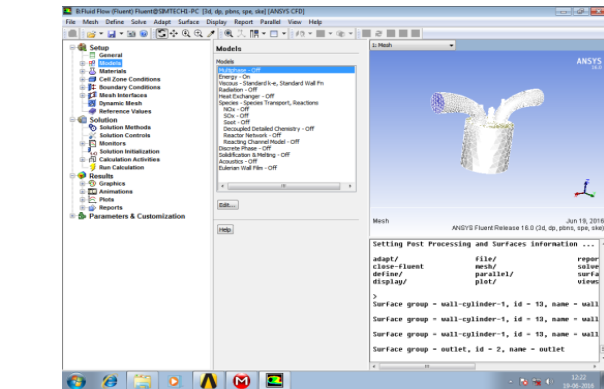 B:Fluid Flow (Fluent) Fluent@SIMTECH1-PC [3d, dp, pbns, spe, ske] [ANSYS CFD]
File Mesh Define Solve Adapt Surface Display Report Parallel View Help
Setup
General
Models
Materials
Cell Zone Conditions
Boundary Conditions
Mesh Interfaces
Dynamic Mesh
Reference Values
Solution
Solution Methods
Solution Controls
Monitors
Solution Initialization
Calculation Activities
Run Calculation
Results
Graphics
Animations
Plots
Reports
Parameters & Customization
Models
Models
Multiphase - Off
Energy - On
Viscous - Standard k-e, Standard Wall Fn
Radiation - Off
Heat Exchanger - Off
Species - Species Transport, Reactions
NOx - Off
SOx - Off
Soot - Off
Decoupled Detailed Chemistry - Off
Reactor Network - Off
Reacting Channel Model - Off
Discrete Phase - Off
Solidification & Melting - Off
Acoustics - Off
Eulerian Wall Film - Off
Edit...
Help
1: Mesh
ANSYS
Mesh
Jun 19, 2016
ANSYS Fluent Release 16.0 (3d, dp, pbns, spe, ske)
Setting Post Processing and Surfaces information ...
adapt/ file/ repor
close-fluent mesh/ solve
define/ parallel/ surfa
display/ plot/ views
>
Surface group - wall-cylinder-1, id - 13, name - wall
Surface group - wall-cylinder-1, id - 13, name - wall
Surface group - wall-cylinder-1, id - 13, name - wall
Surface group - outlet, id - 2, name - outlet
12:22
19-06-2016